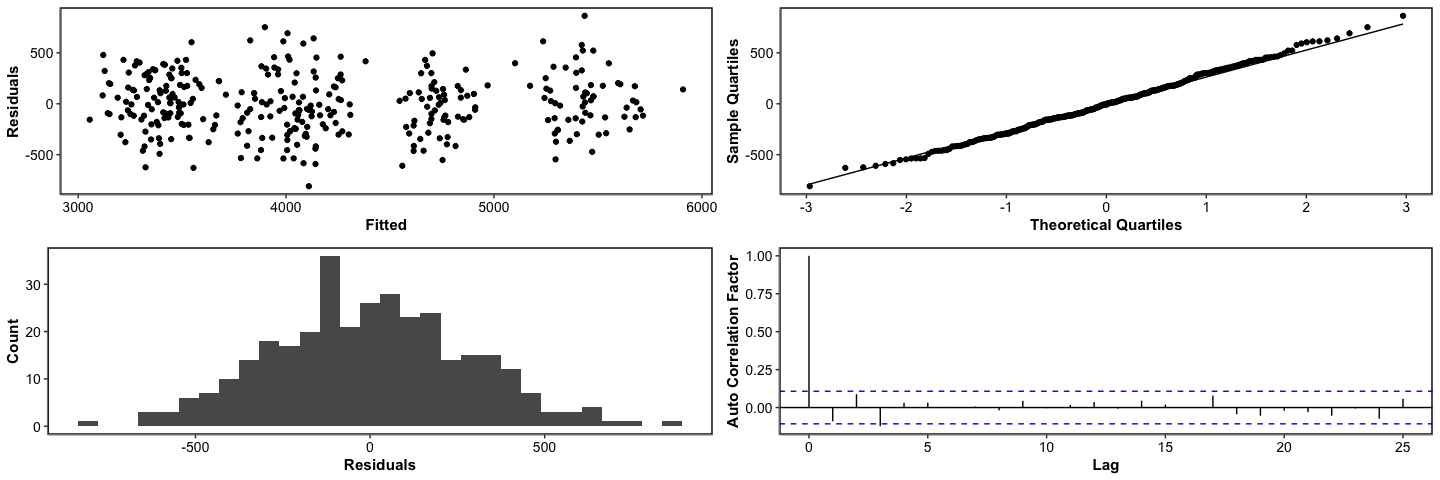 500
0
-500
Residuals
3000 4000 5000 6000
Fitted
500
0
-500
Sample Quartiles
-3 -2 -1 0 1 2 3
Theoretical Quartiles
30
20
10
0
Count
-500 0 500
Residuals
1.00
0.75
0.50
0.25
0.00
Auto Correlation Factor
0 5 10 15 20 25
Lag